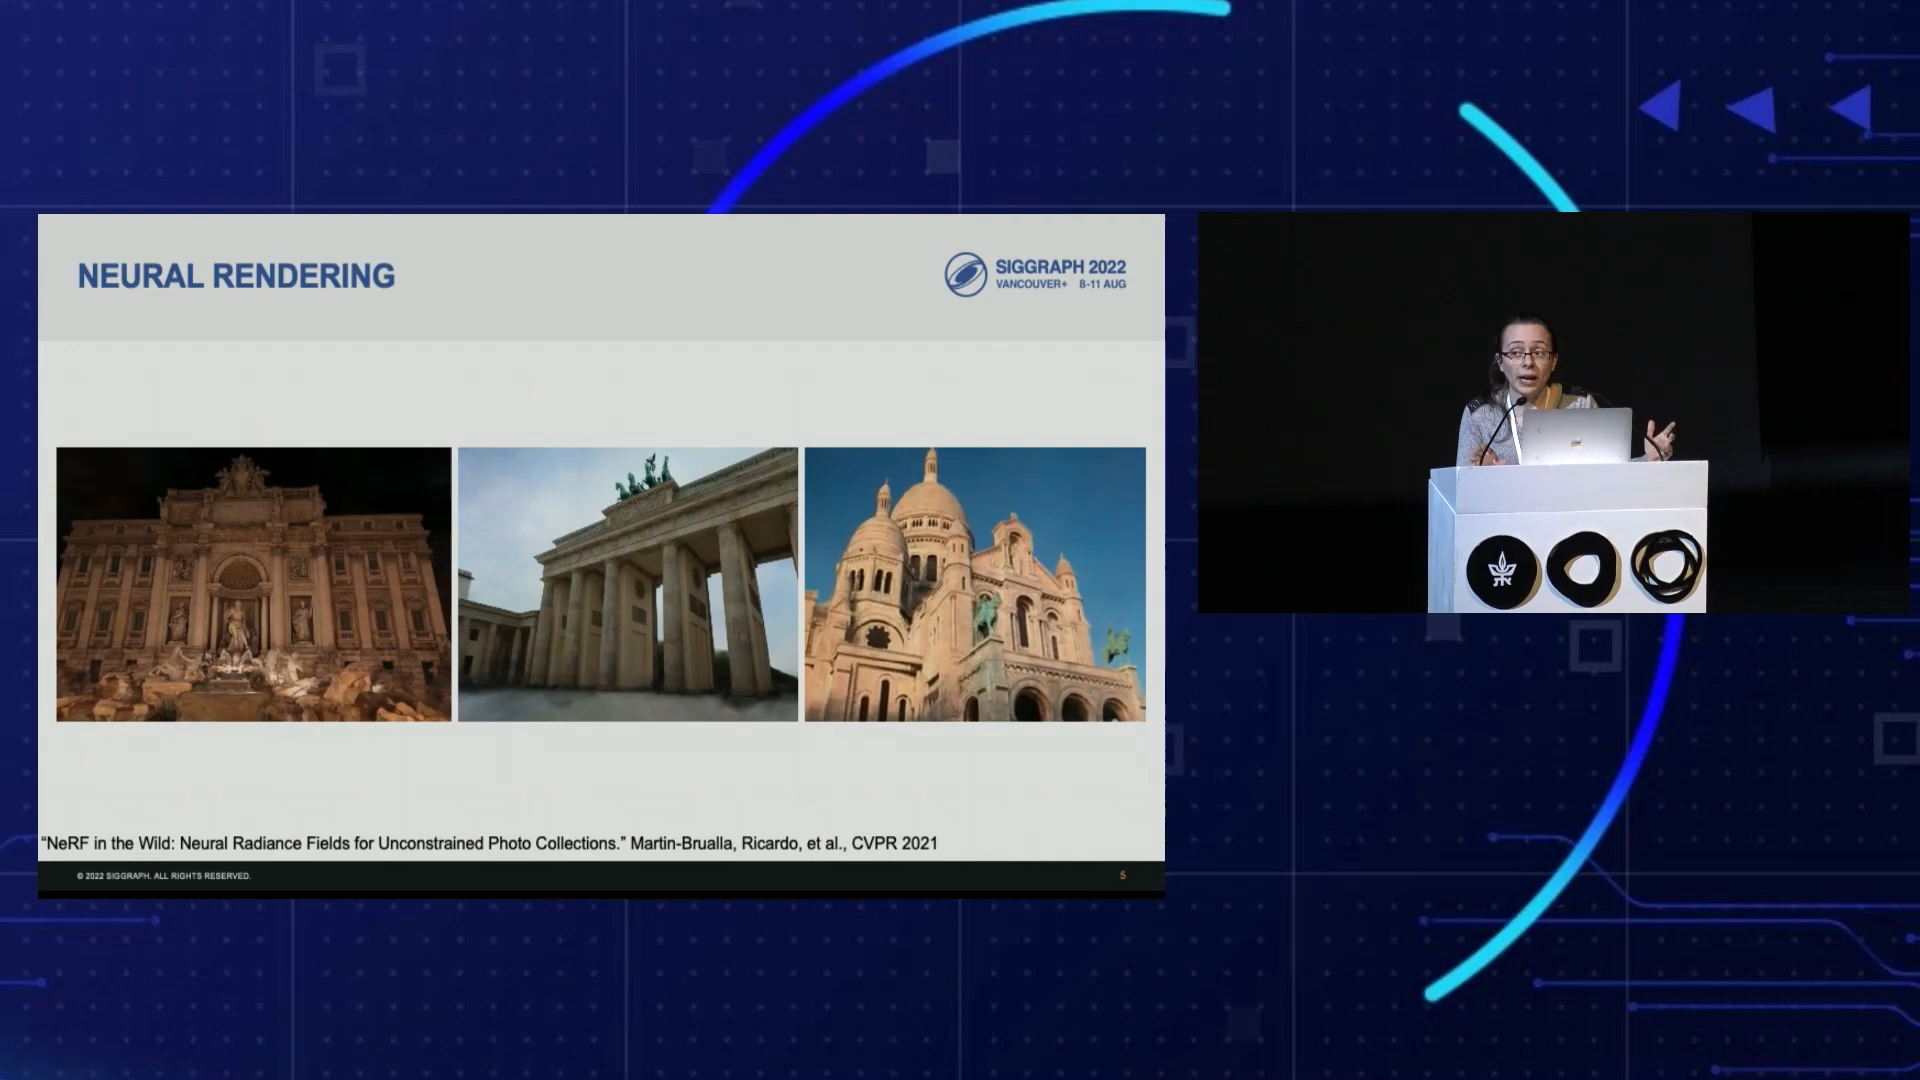 NEURAL RENDERING
SIGGRAPH 2022
VANCOUVER+ 8-11 AUG
"NeRF in the Wild: Neural Radiance Fields for Unconstrained Photo Collections." Martin-Brualla, Ricardo, et al., CVPR 2021
© 2022 SIGGRAPH. ALL RIGHTS RESERVED.
5